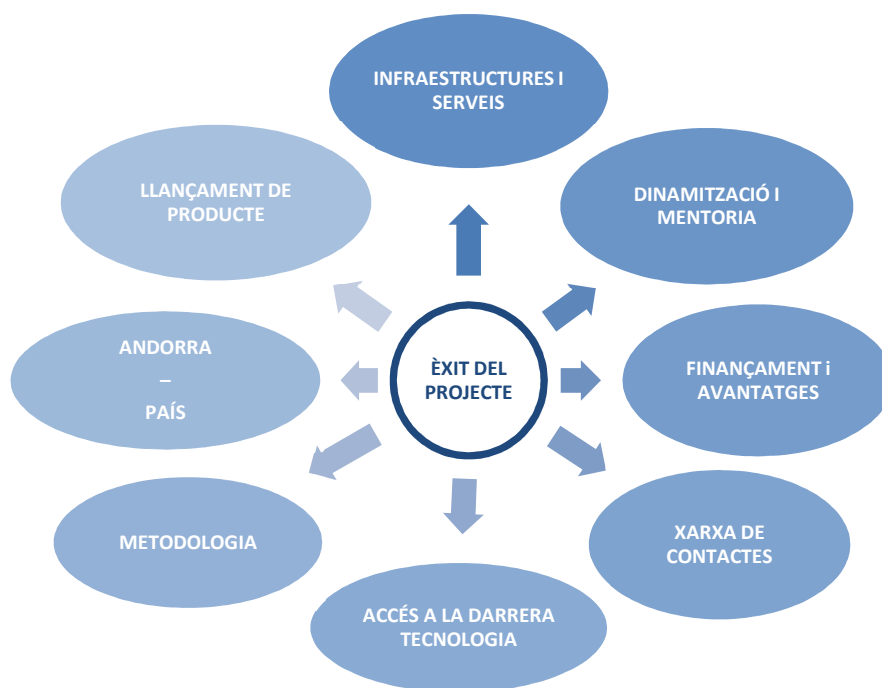 INFRAESTRUCTURES I
SERVEIS
LLANÇAMENT DE
PRODUCTE
DINAMITZACIÓ I
MENTORIA
ANDORRA
–
PAÍS
ÈXIT DEL
PROJECTE
FINANÇAMENT i
AVANTATGES
METODOLOGIA
XARXA DE
CONTACTES
ACCÉS A LA DARRERA
TECNOLOGIA